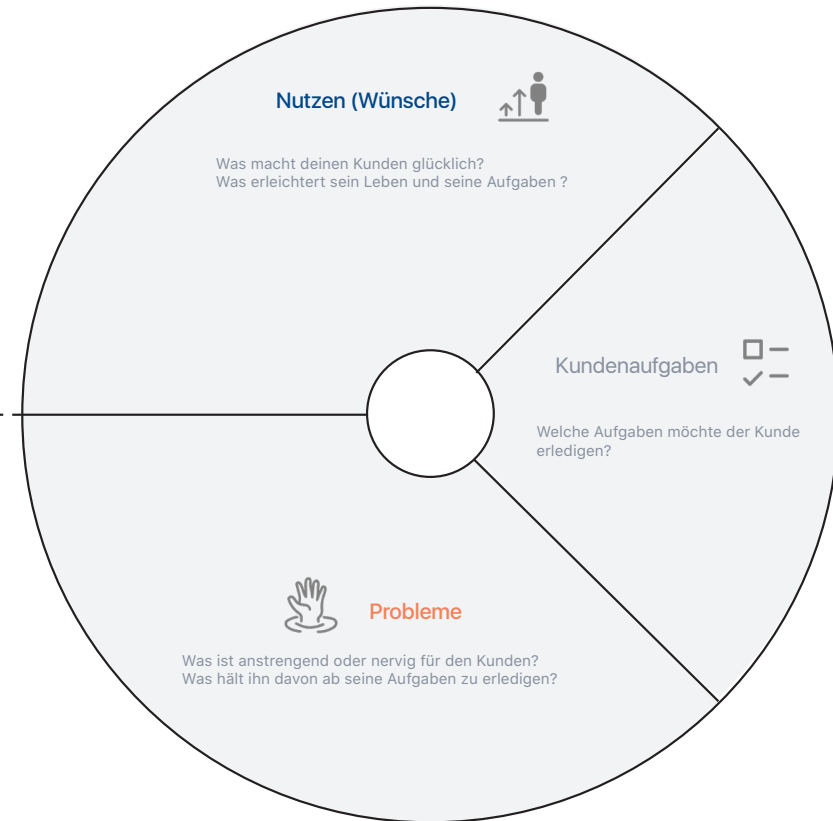 Nutzen (Wünsche)
Was macht deinen Kunden glücklich?
Was erleichtert sein Leben und seine Aufgaben ?
Kundenaufgaben
Welche Aufgaben möchte der Kunde
erledigen?
Probleme
Was ist anstrengend oder nervig für den Kunden?
Was hält ihn davon ab seine Aufgaben zu erledigen?